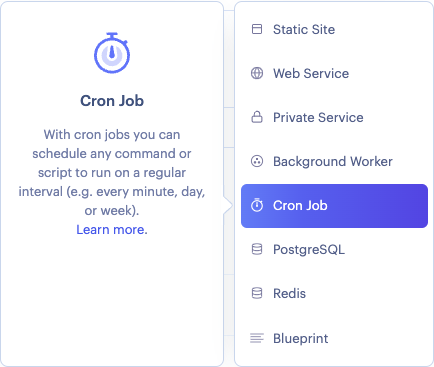 Cron Job
With cron jobs you can
schedule any command or
script to run on a regular
interval (e.g. every minute, day,
or week).
Learn more.
Static Site
Web Service
Private Service
Background Worker
Cron Job
PostgreSQL
Redis
Blueprint